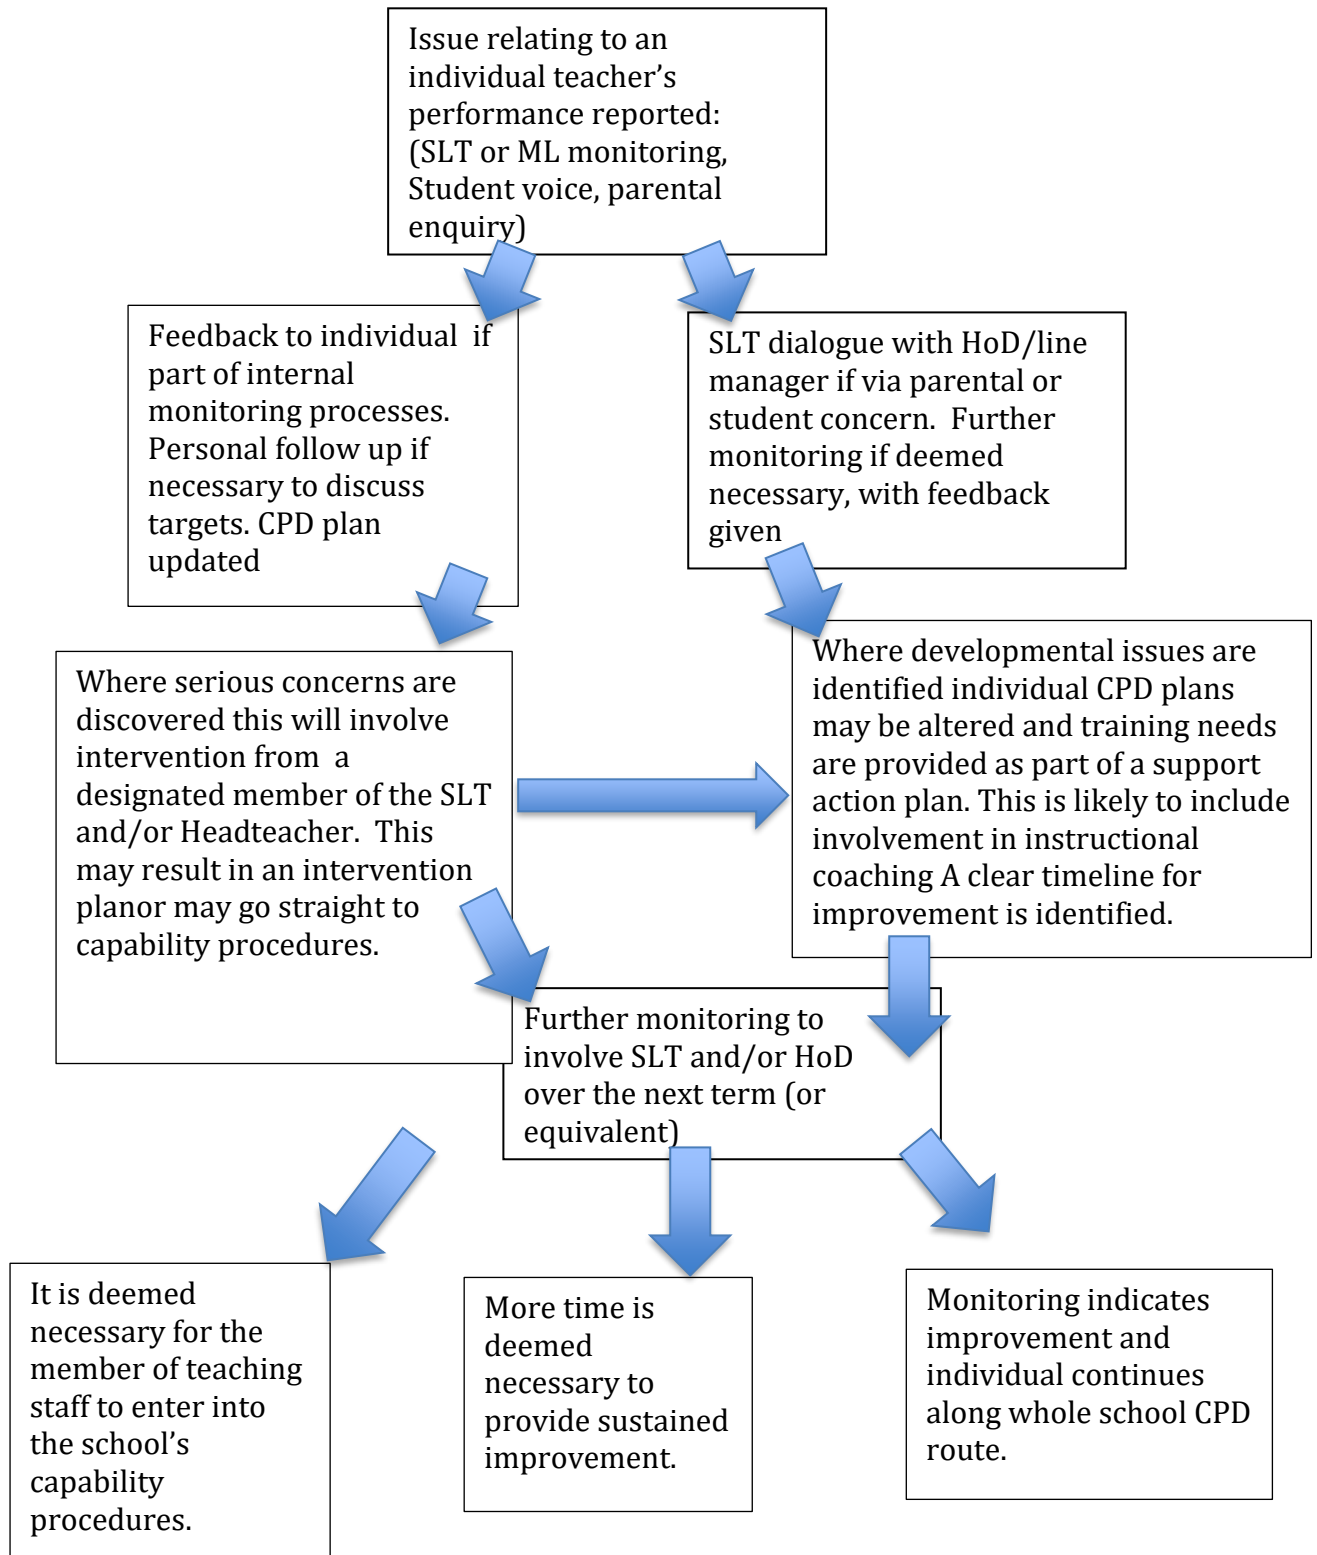 Issue relating to an
individual teacher’s
performance reported:
(SLT or ML monitoring,
Student voice, parental
enquiry)
Feedback to individual  if
part of internal
monitoring processes.
Personal follow up if
necessary to discuss
targets. CPD plan
updated
SLT dialogue with HoD/line
manager if via parental or
student concern.  Further
monitoring if deemed
necessary, with feedback
given
Where serious concerns are
discovered this will involve
intervention from  a
designated member of the SLT
and/or Headteacher.  This
may result in an intervention
planor may go straight to
capability procedures.
Where developmental issues are
identified individual CPD plans
may be altered and training needs
are provided as part of a support
action plan. This is likely to include
involvement in instructional
coaching A clear timeline for
improvement is identified.
Further monitoring to
involve SLT and/or HoD
over the next term (or
equivalent)
It is deemed
necessary for the
member of teaching
staff to enter into
the school’s
capability
procedures.
More time is
deemed
necessary to
provide sustained
improvement.
Monitoring indicates
improvement and
individual continues
along whole school CPD
route.